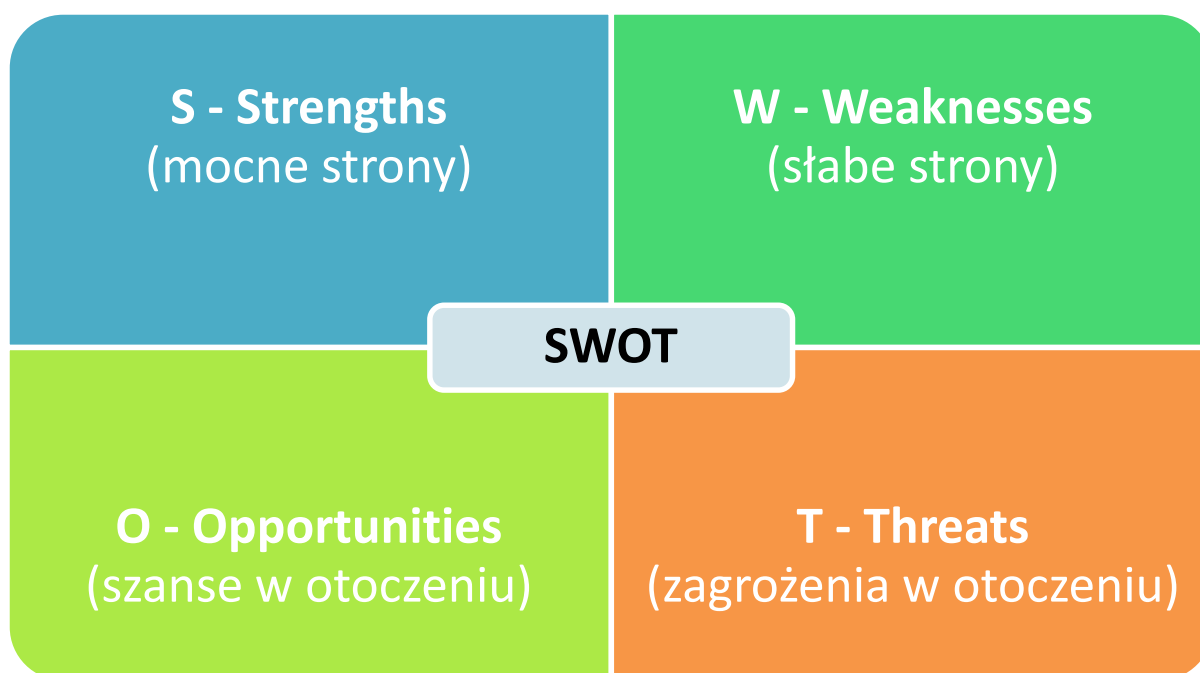 S - Strengths
(mocne strony)
W - Weaknesses
(słabe strony)
SWOT
O - Opportunities
(szanse w otoczeniu)
T - Threats
(zagrożenia w otoczeniu)